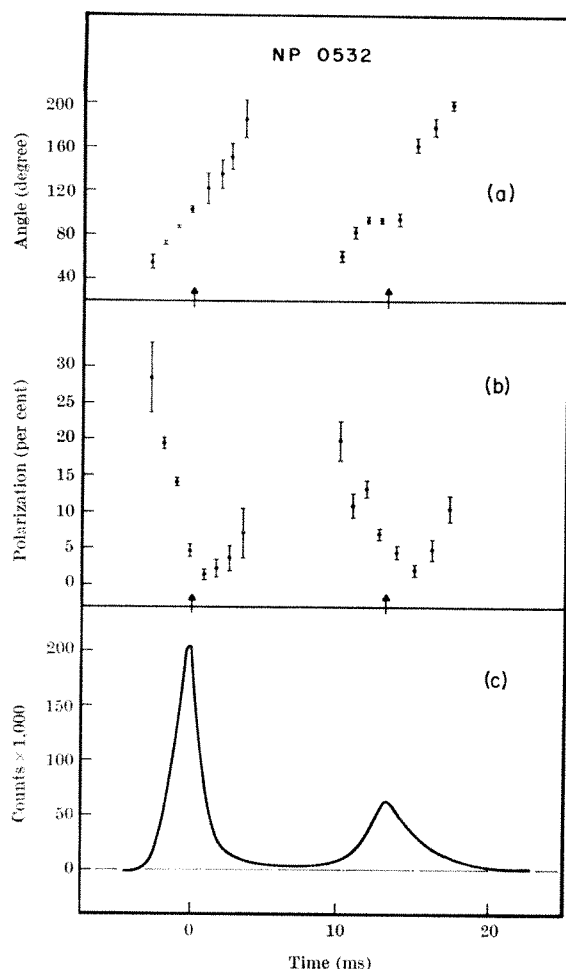 NP 0532
Angle (degree)
200
160
120
80
40
(a)
Polarization (per cent)
30
25
20
15
10
5
0
(b)
Counts × 1,000
200
150
100
50
0
(c)
0
10
20
Time (ms)